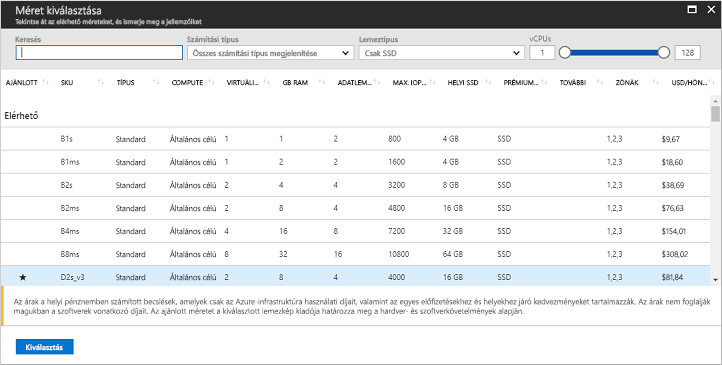 Méret kiválasztása
Tekintse át az elérhető méreteket, és ismerje meg a jellemzőiket
Keresés Számítási típus Lemeztípus vCPUs
Összes számítási típus megjelenítése Csak SSD 1 128
AJÁNLOTT SKU TÍPUS COMPUTE VIRTUÁLI... GB RAM ADATLEM... MAX. IOP... HELYI SSD PRÉMIUM... TOVÁBBI ZÓNÁK USD/HÓN...
Elérhető
B1s Standard Általános célú 1 1 2 800 4 GB SSD 1,2,3 $9,67
B1ms Standard Általános célú 1 2 2 1600 4 GB SSD 1,2,3 $18,60
B2s Standard Általános célú 2 4 4 3200 8 GB SSD 1,2,3 $38,69
B2ms Standard Általános célú 2 8 4 4800 16 GB SSD 1,2,3 $76,63
B4ms Standard Általános célú 4 16 8 7200 32 GB SSD 1,2,3 $154,01
B8ms Standard Általános célú 8 32 16 10800 64 GB SSD 1,2,3 $308,02
★ D2s_v3 Standard Általános célú 2 8 4 4000 16 GB SSD 1,2,3 $81,84
Az árak a helyi pénznemben számított becslések, amelyek csak az Azure-infrastruktúra használati díjait, valamint az egyes előfizetésekhez és helyekhez járó kedvezményeket tartalmazzák. Az árak nem foglalják
magukban a szoftverek vonatkozó díjait. Az ajánlott méretet a kiválasztott lemezkép kiadója határozza meg a hardver- és szoftverkövetelmények alapján.
Kiválasztás